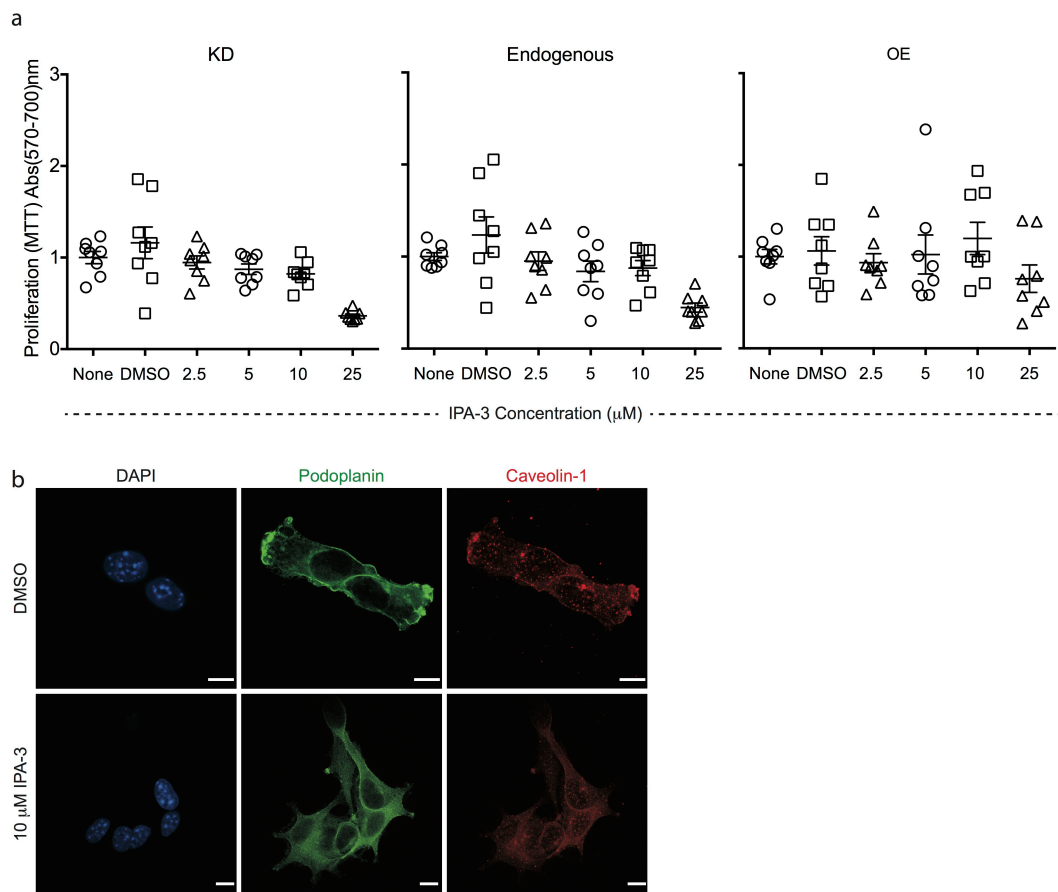 a
KD
Endogenous
OE
Proliferation (MTT) Abs(570-700)nm
3
2
1
0
None DMSO 2.5 5 10 25
None DMSO 2.5 5 10 25
None DMSO 2.5 5 10 25
IPA-3 Concentration (μM)
b
DAPI
Podoplanin
Caveolin-1
DMSO
10 μM IPA-3